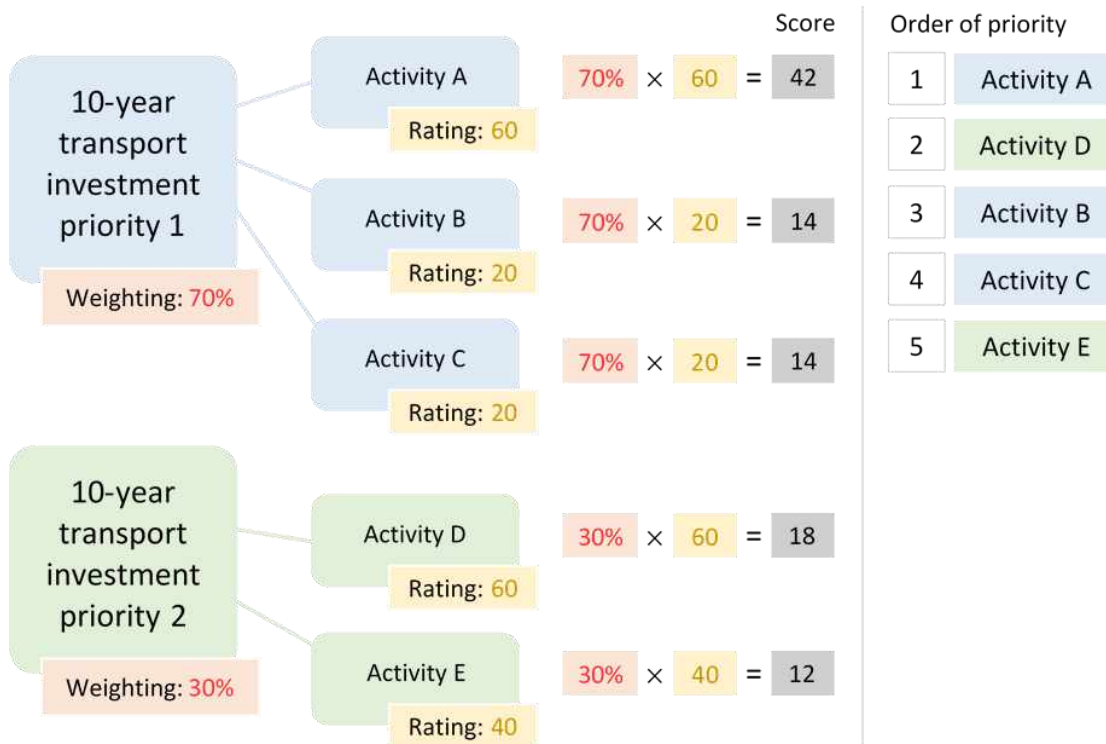 Score
Order of priority
10-year
transport
investment
priority 1
Weighting: 70%
Activity A
Rating: 60
70% × 60 = 42
Activity B
Rating: 20
70% × 20 = 14
Activity C
Rating: 20
70% × 20 = 14
10-year
transport
investment
priority 2
Weighting: 30%
Activity D
Rating: 60
30% × 60 = 18
Activity E
Rating: 40
30% × 40 = 12
1 Activity A
2 Activity D
3 Activity B
4 Activity C
5 Activity E